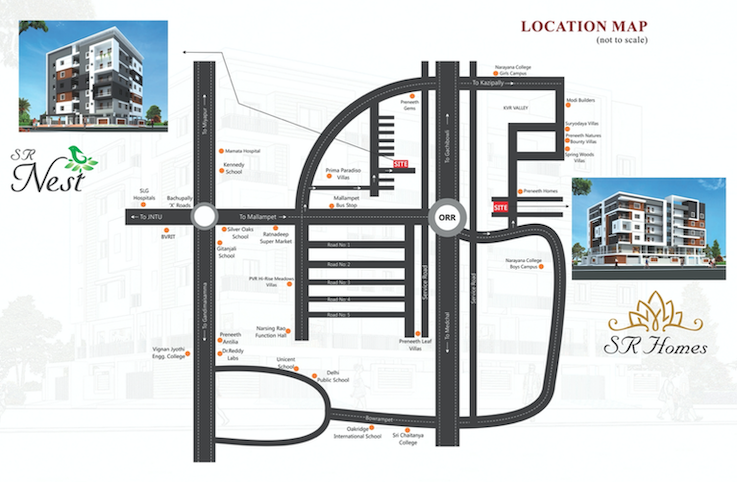 LOCATION MAP
(not to scale)
SR
Nest
SR Homes
Narayana College
Girls Campus
To Kazipally
Preneeth
Gems
KVR VALLEY
Modi Builders
Suryodaya Villas
Preneeth Natures
Bounty Villas
Spring Woods
Villas
To Miyapur
To Gachibowli
Mamata Hospital
Kennedy
School
Prima Paradiso
Villas
SITE
SLG
Hospitals
Bachupally
'X' Roads
Mallampet
Bus Stop
Preneeth Homes
SITE
To JNTU
To Mallampet
ORR
BVRIT
Silver Oaks
School
Ratnadeep
Super Market
Gitanjali
School
Road No: 1
Road No: 2
Road No: 3
Road No: 4
Road No: 5
PVR Hi-Rise Meadows
Villas
Service Road
Service Road
Narayana College
Boys Campus
To Gandimaisamma
To Medchal
Narsing Rao
Function Hall
Preneeth Leaf
Villas
Preneeth
Antilia
Vignan Jyothi
Engg. College
Dr.Reddy
Labs
Unicent
School
Delhi
Public School
Bowrampet
Oakridge
International School
Sri Chaitanya
College